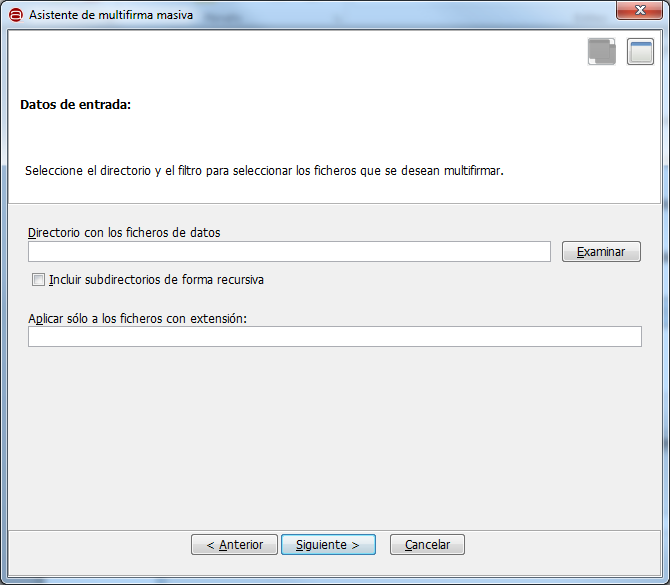 Asistente de multifirma masiva
Datos de entrada:
Seleccione el directorio y el filtro para seleccionar los ficheros que se desean multifirmar.
Directorio con los ficheros de datos
Examinar
Incluir subdirectorios de forma recursiva
Aplicar sólo a los ficheros con extensión:
< Anterior Siguiente > Cancelar